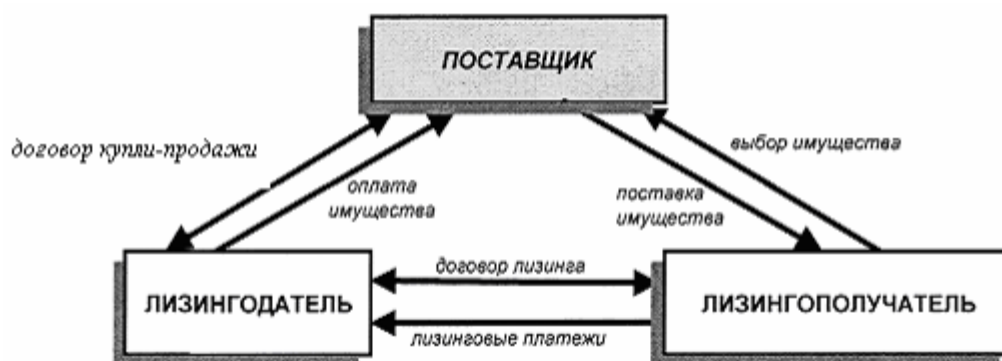 ПОСТАВЩИК
договор купли-продажи
выбор имущества
оплата
имущества
поставка
имущества
договор лизинга
ЛИЗИНГОДАТЕЛЬ
ЛИЗИНГОПОЛУЧАТЕЛЬ
лизинговые платежи